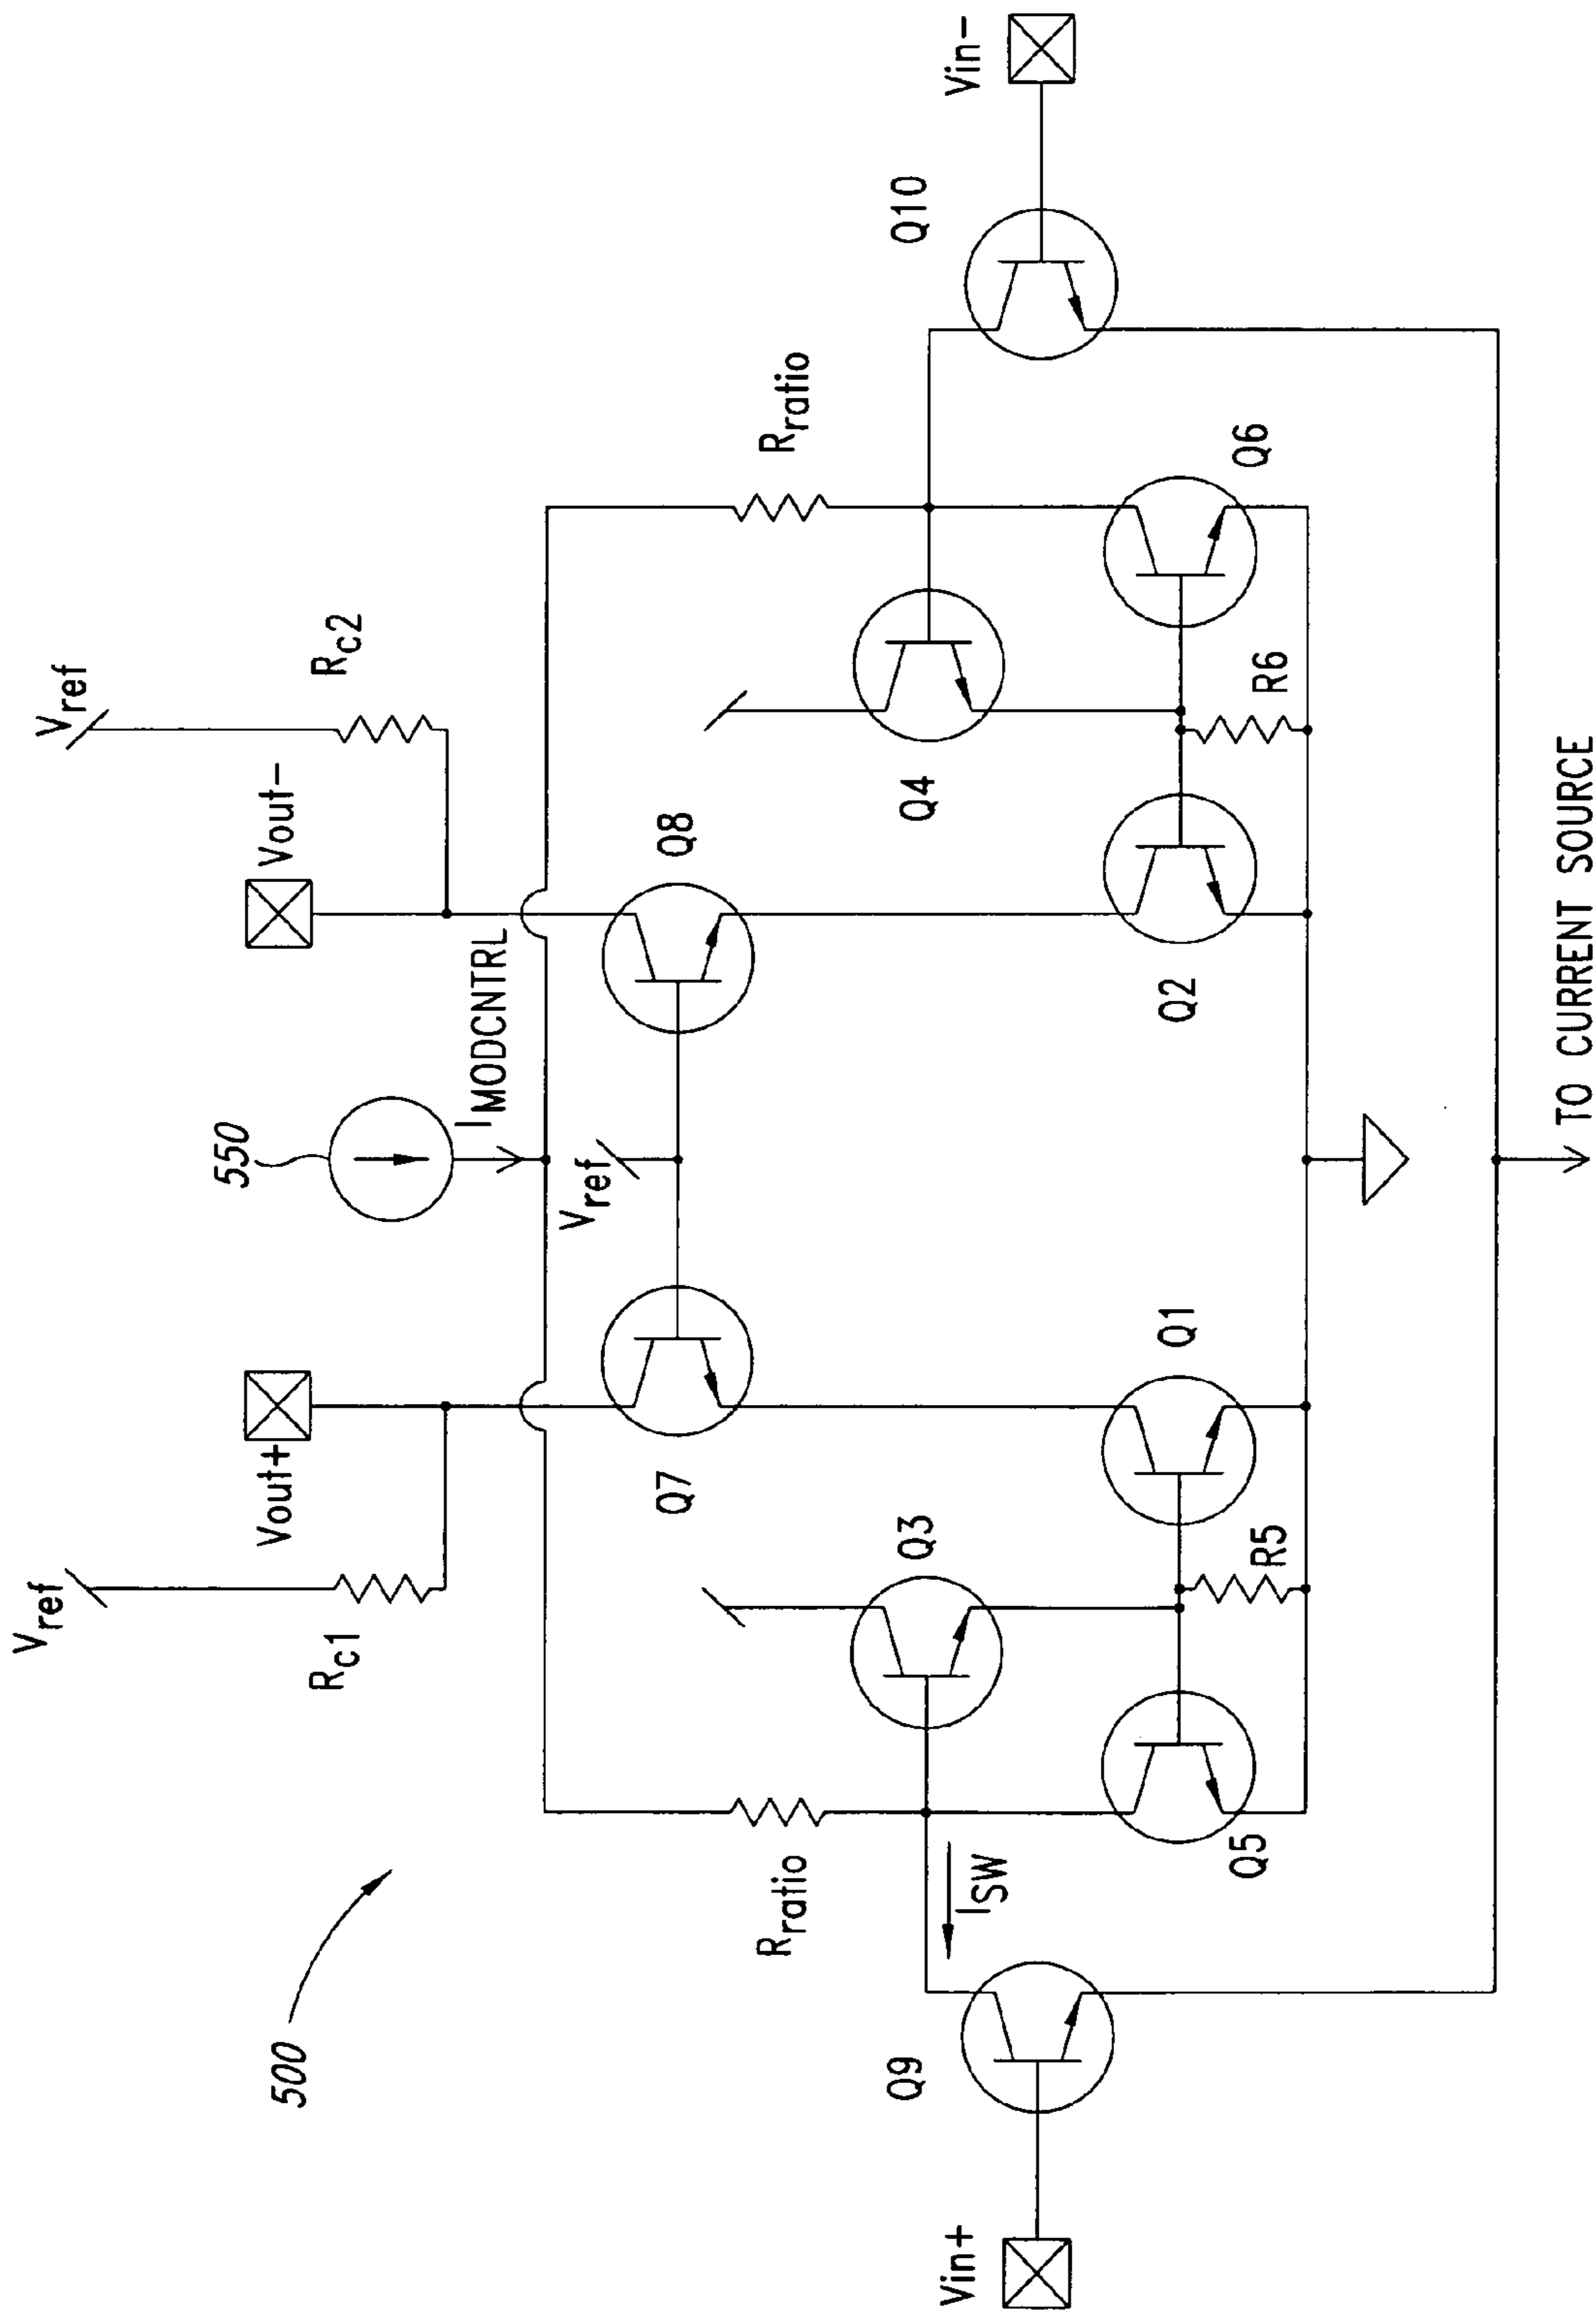 500
Vref
Vref
Rc1
Rc2
Vout+
Vout-
550
IMODCNTRL
Vref
Q7
Q8
Rratio
Rratio
Q3
Q4
ISW
Q9
Q10
Vin+
Vin-
Q5
R5
Q1
Q2
R6
Q6
TO CURRENT SOURCE